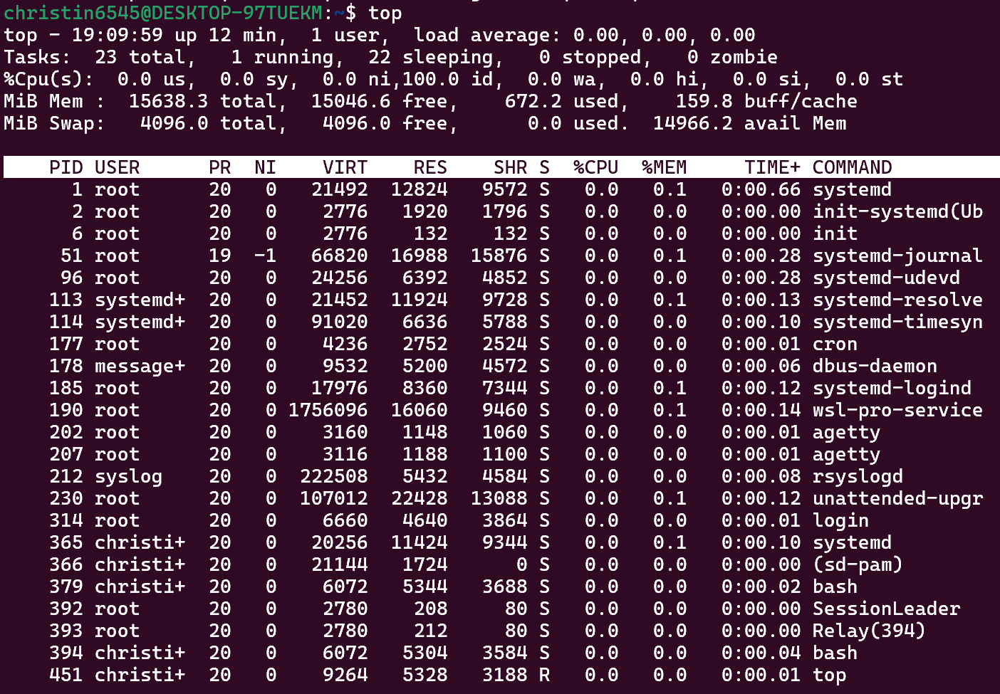 christin6545@DESKTOP-97TUEKM:~$ top
top - 19:09:59 up 12 min,  1 user,  load average: 0.00, 0.00, 0.00
Tasks:  23 total,   1 running,  22 sleeping,   0 stopped,   0 zombie
%Cpu(s):  0.0 us,  0.0 sy,  0.0 ni,100.0 id,  0.0 wa,  0.0 hi,  0.0 si,  0.0 st
MiB Mem :  15638.3 total,  15046.6 free,    672.2 used,    159.8 buff/cache
MiB Swap:   4096.0 total,   4096.0 free,      0.0 used.  14966.2 avail Mem
    PID USER      PR  NI    VIRT    RES    SHR S  %CPU  %MEM     TIME+ COMMAND
      1 root      20   0   21492  12824   9572 S   0.0   0.1   0:00.66 systemd
      2 root      20   0    2776   1920   1796 S   0.0   0.0   0:00.00 init-systemd(Ub
      6 root      20   0    2776    132    132 S   0.0   0.0   0:00.00 init
     51 root      19  -1   66820  16988  15876 S   0.0   0.1   0:00.28 systemd-journal
     96 root      20   0   24256   6392   4852 S   0.0   0.0   0:00.28 systemd-udevd
    113 systemd+  20   0   21452  11924   9728 S   0.0   0.1   0:00.13 systemd-resolve
    114 systemd+  20   0   91020   6636   5788 S   0.0   0.0   0:00.10 systemd-timesyn
    177 root      20   0    4236   2752   2524 S   0.0   0.0   0:00.01 cron
    178 message+  20   0    9532   5200   4572 S   0.0   0.0   0:00.06 dbus-daemon
    185 root      20   0   17976   8360   7344 S   0.0   0.1   0:00.12 systemd-logind
    190 root      20   0 1756096  16060   9460 S   0.0   0.1   0:00.14 wsl-pro-service
    202 root      20   0    3160   1148   1060 S   0.0   0.0   0:00.01 agetty
    207 root      20   0    3116   1188   1100 S   0.0   0.0   0:00.01 agetty
    212 syslog    20   0  222508   5432   4584 S   0.0   0.0   0:00.08 rsyslogd
    230 root      20   0  107012  22428  13088 S   0.0   0.1   0:00.12 unattended-upgr
    314 root      20   0    6660   4640   3864 S   0.0   0.0   0:00.01 login
    365 christi+  20   0   20256  11424   9344 S   0.0   0.1   0:00.10 systemd
    366 christi+  20   0   21144   1724      0 S   0.0   0.0   0:00.00 (sd-pam)
    379 christi+  20   0    6072   5344   3688 S   0.0   0.0   0:00.02 bash
    392 root      20   0    2780    208     80 S   0.0   0.0   0:00.00 SessionLeader
    393 root      20   0    2780    212     80 S   0.0   0.0   0:00.00 Relay(394)
    394 christi+  20   0    6072   5304   3584 S   0.0   0.0   0:00.04 bash
    451 christi+  20   0    9264   5328   3188 R   0.0   0.0   0:00.01 top